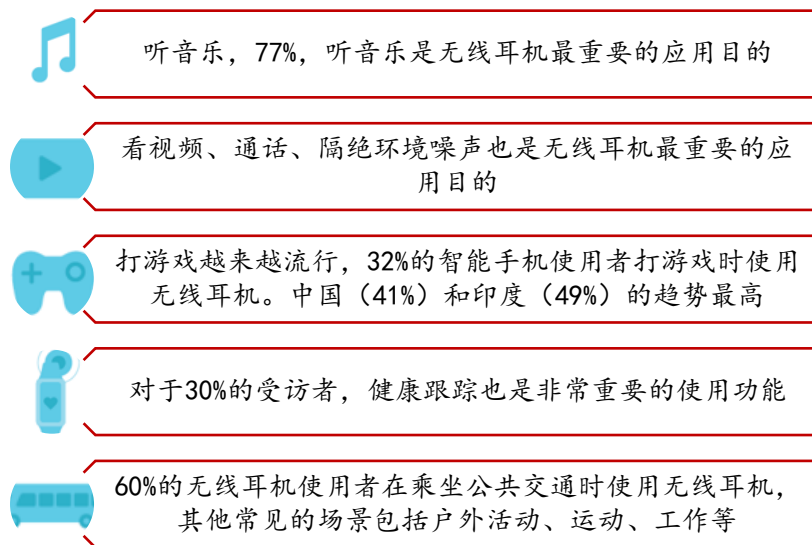 听音乐，77%，听音乐是无线耳机最重要的应用目的
看视频、通话、隔绝环境噪声也是无线耳机最重要的应
用目的
打游戏越来越流行，32%的智能手机使用者打游戏时使用
无线耳机。中国（41%）和印度（49%）的趋势最高
对于30%的受访者，健康跟踪也是非常重要的使用功能
60%的无线耳机使用者在乘坐公共交通时使用无线耳机，
其他常见的场景包括户外活动、运动、工作等